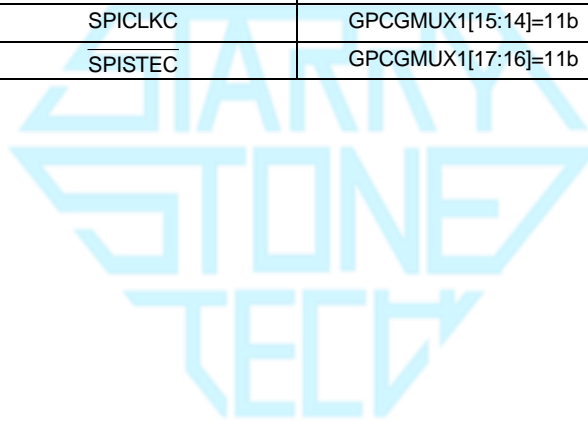 SPICLKC GPCGMUX1[15:14]=11b
SPISTEC GPCGMUX1[17:16]=11b
STARRY
STONE
TECH